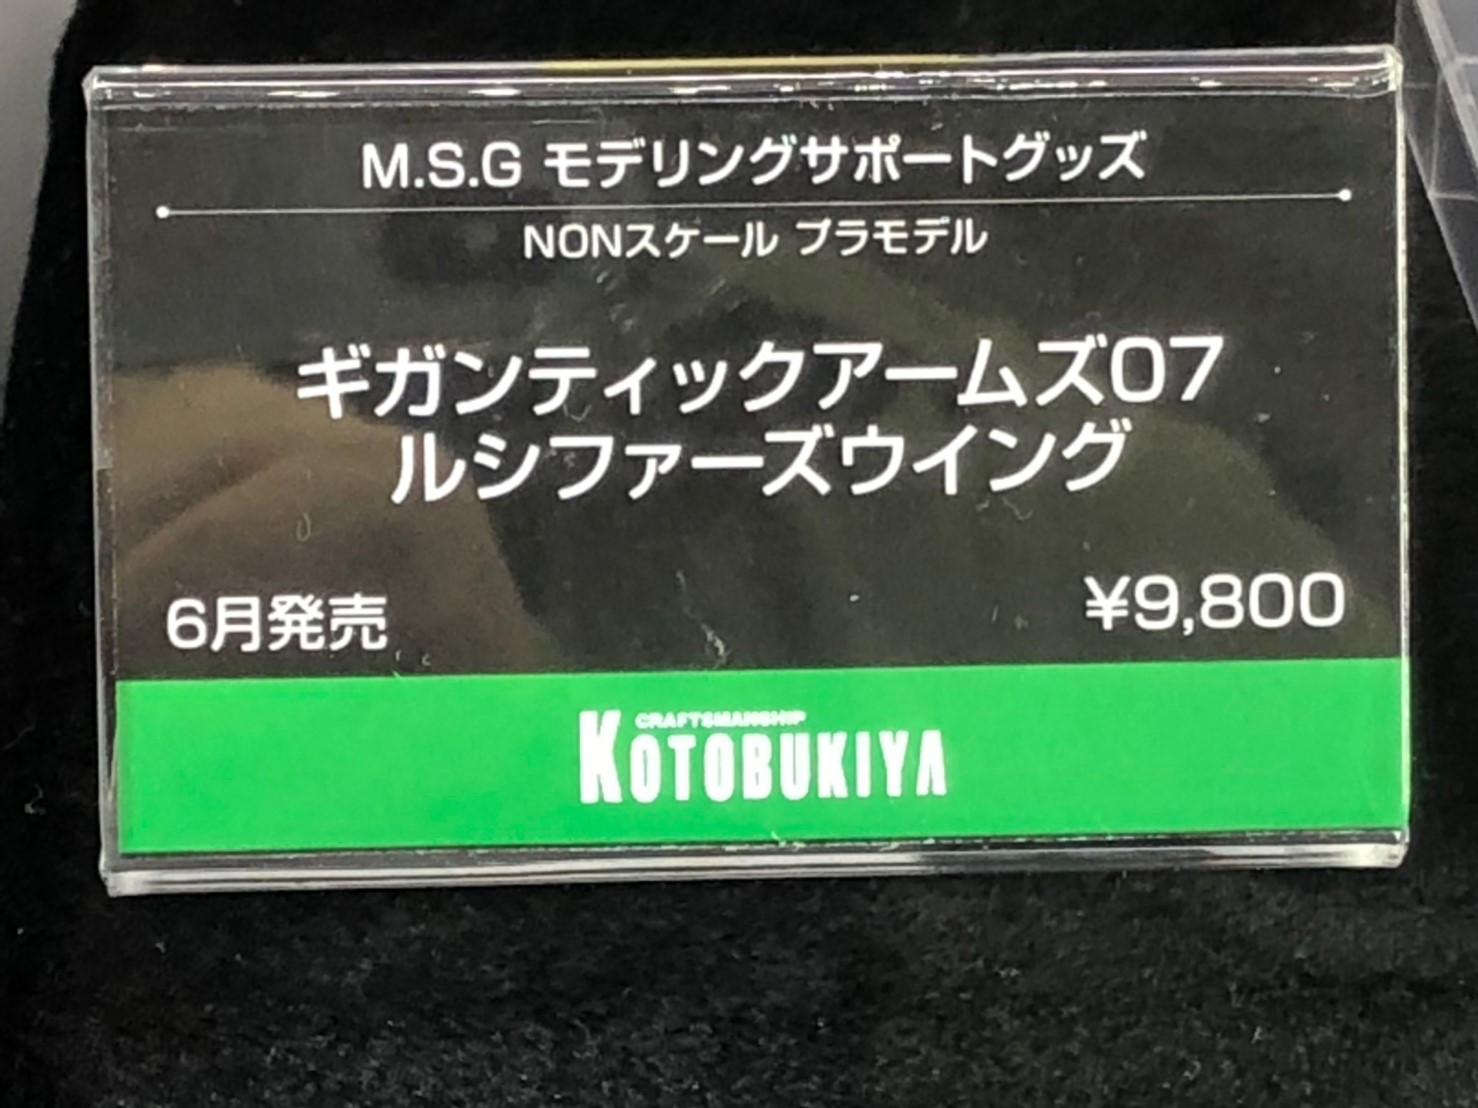 M.S.G モデリングサポートグッズ
NONスケール プラモデル
ギガンティックアームズ07
ルシファーズウイング
6月発売
¥9,800
CRAFTSMANSHIP
KOTOBUKIYA